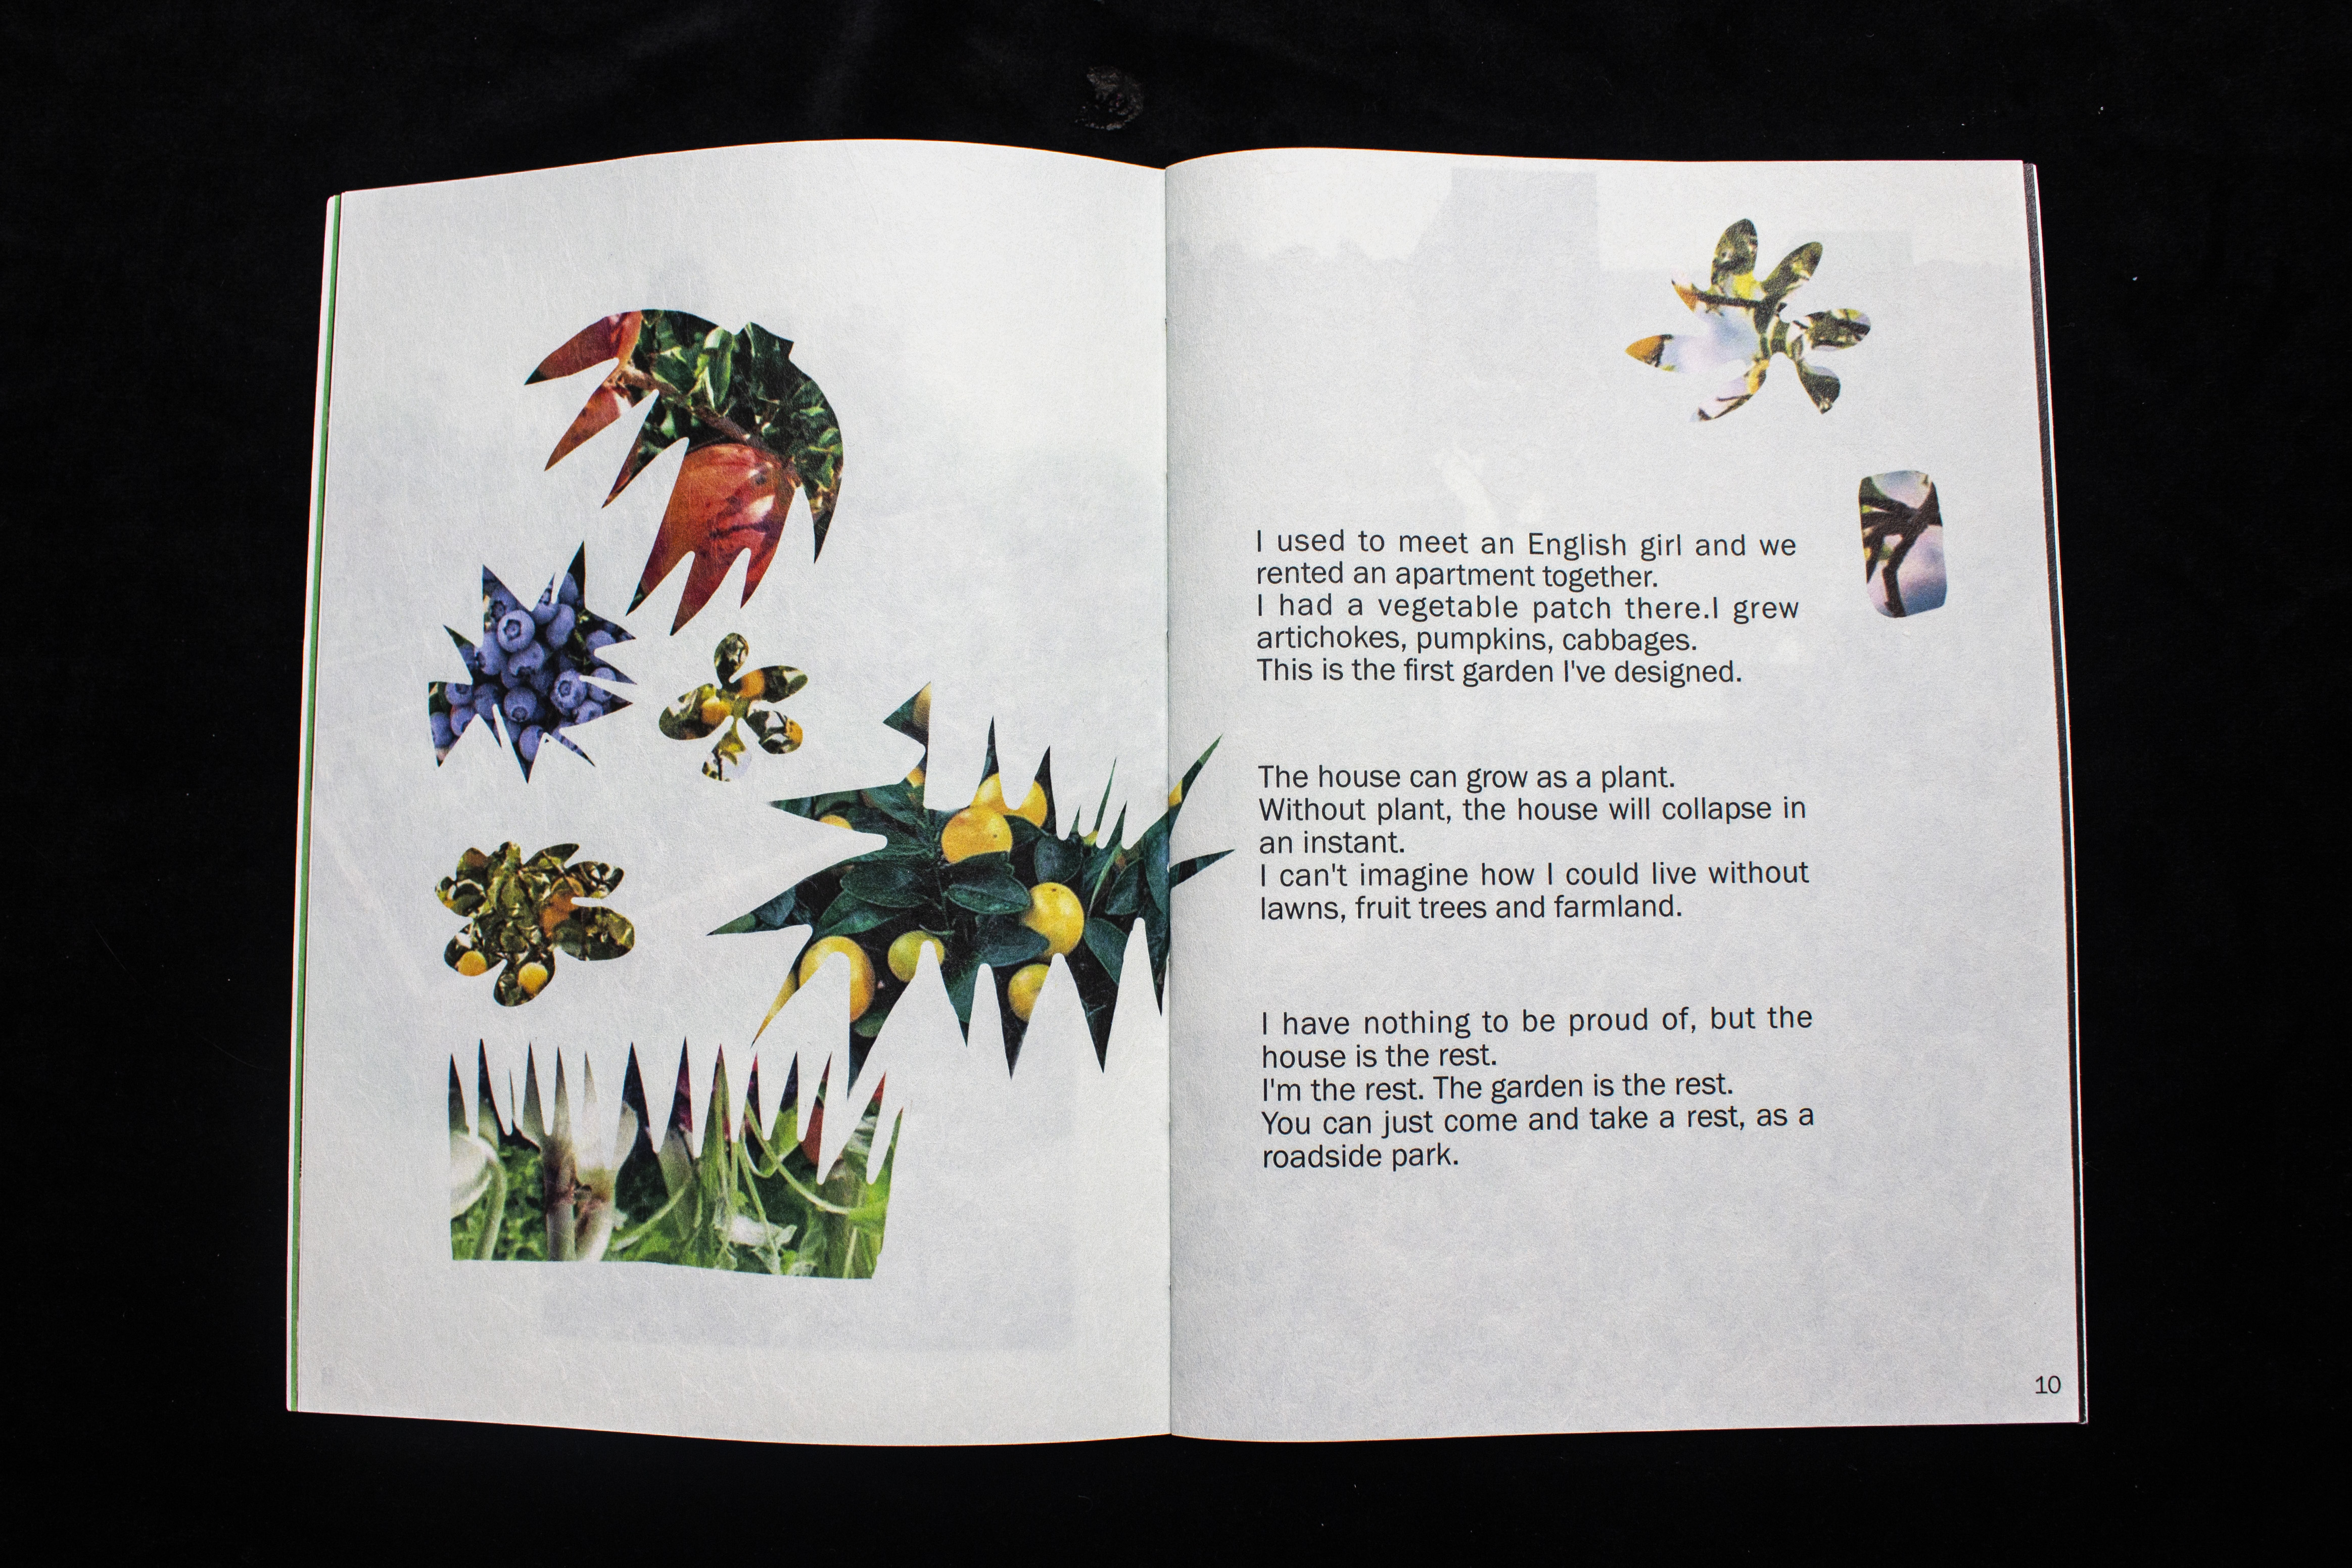 I used to meet an English girl and we
rented an apartment together.
I had a vegetable patch there.I grew
artichokes, pumpkins, cabbages.
This is the first garden I've designed.
The house can grow as a plant.
Without plant, the house will collapse in
an instant.
I can't imagine how I could live without
lawns, fruit trees and farmland.
I have nothing to be proud of, but the
house is the rest.
I'm the rest. The garden is the rest.
You can just come and take a rest, as a
roadside park.
10